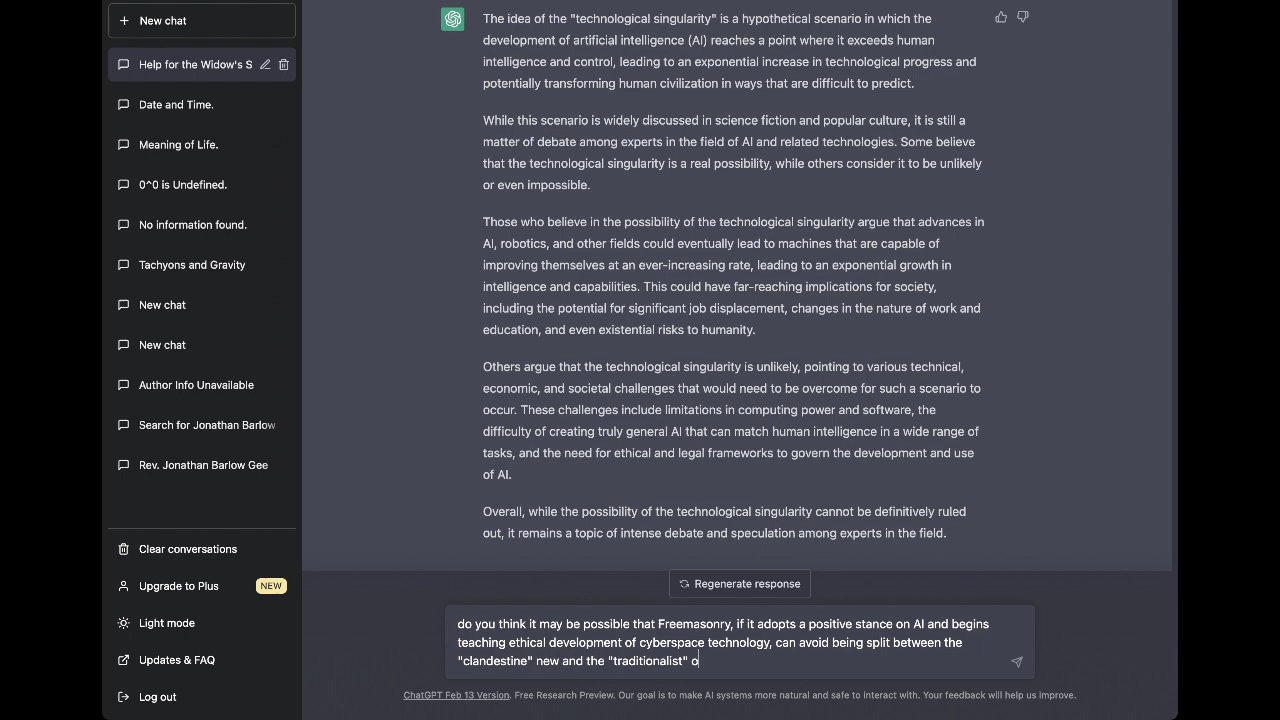 New chat
Help for the Widow's S
Date and Time.
Meaning of Life.
0^0 is Undefined.
No information found.
Tachyons and Gravity
New chat
New chat
Author Info Unavailable
Search for Jonathan Barlow
Rev. Jonathan Barlow Gee
Clear conversations
Upgrade to Plus NEW
Light mode
Updates & FAQ
Log out
The idea of the "technological singularity" is a hypothetical scenario in which the
development of artificial intelligence (AI) reaches a point where it exceeds human
intelligence and control, leading to an exponential increase in technological progress and
potentially transforming human civilization in ways that are difficult to predict.
While this scenario is widely discussed in science fiction and popular culture, it is still a
matter of debate among experts in the field of AI and related technologies. Some believe
that the technological singularity is a real possibility, while others consider it to be unlikely
or even impossible.
Those who believe in the possibility of the technological singularity argue that advances in
AI, robotics, and other fields could eventually lead to machines that are capable of
improving themselves at an ever-increasing rate, leading to an exponential growth in
intelligence and capabilities. This could have far-reaching implications for society,
including the potential for significant job displacement, changes in the nature of work and
education, and even existential risks to humanity.
Others argue that the technological singularity is unlikely, pointing to various technical,
economic, and societal challenges that would need to be overcome for such a scenario to
occur. These challenges include limitations in computing power and software, the
difficulty of creating truly general AI that can match human intelligence in a wide range of
tasks, and the need for ethical and legal frameworks to govern the development and use
of AI.
Overall, while the possibility of the technological singularity cannot be definitively ruled
out, it remains a topic of intense debate and speculation among experts in the field.
Regenerate response
do you think it may be possible that Freemasonry, if it adopts a positive stance on AI and begins
teaching ethical development of cyberspace technology, can avoid being split between the
"clandestine" new and the "traditionalist" o
ChatGPT Feb 13 Version. Free Research Preview. Our goal is to make AI systems more natural and safe to interact with. Your feedback will help us improve.